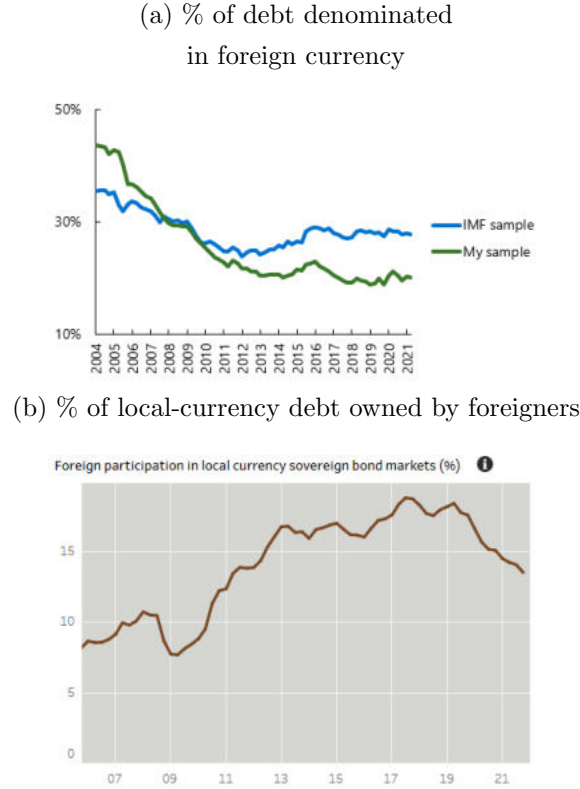 (a) % of debt denominated
in foreign currency
50%
30%
10%
IMF sample
My sample
2004 2005 2006 2007 2008 2009 2010 2011 2012 2013 2014 2015 2016 2017 2018 2019 2020 2021
(b) % of local-currency debt owned by foreigners
Foreign participation in local currency sovereign bond markets (%) i
15
10
5
0
07 09 11 13 15 17 19 21